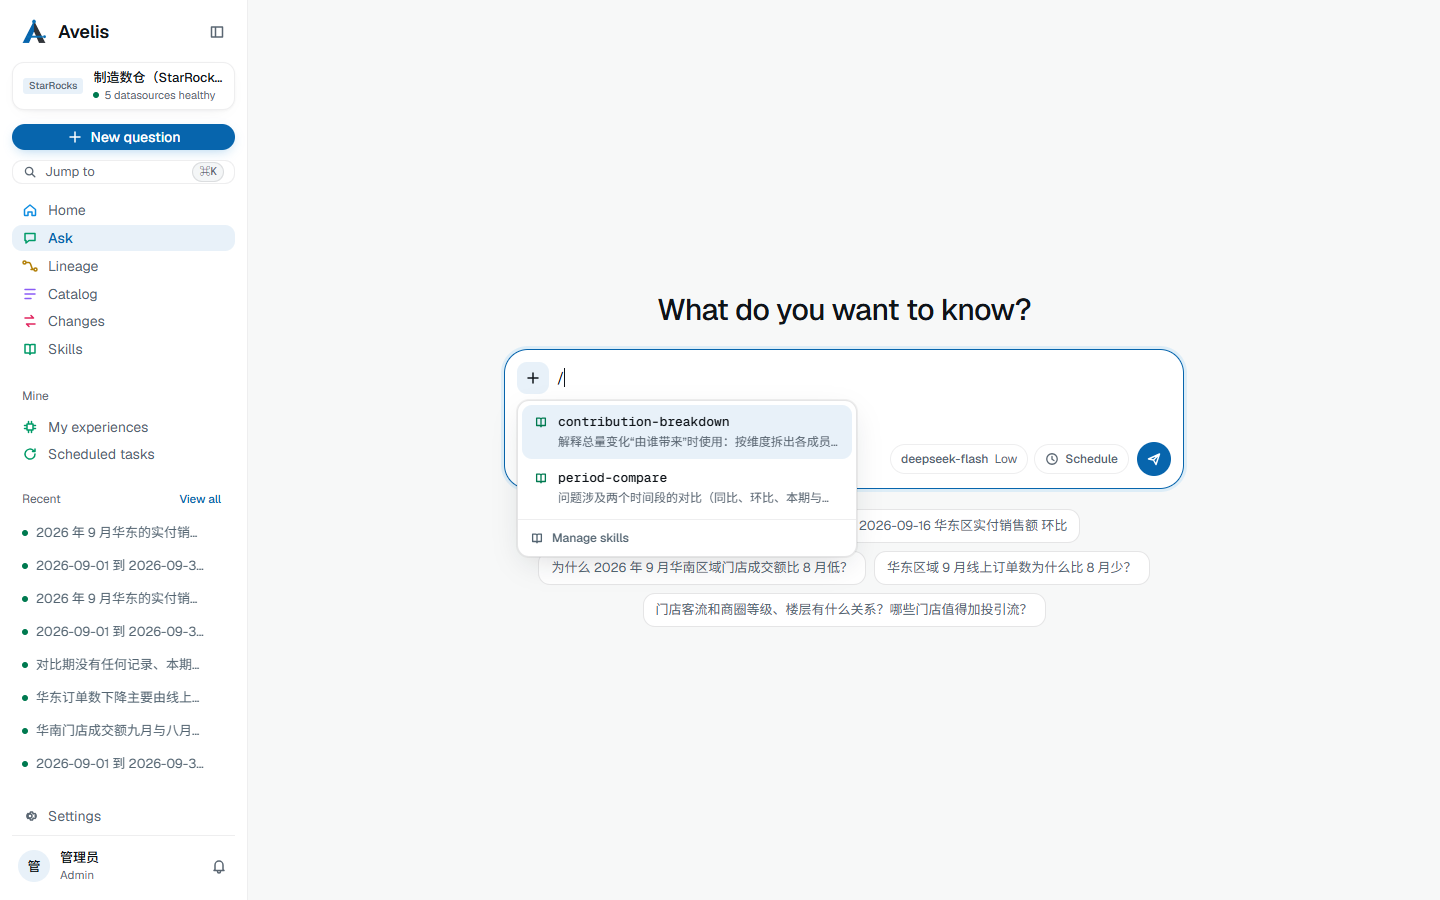 Avelis
StarRocks
制造数仓（StarRock…
5 datasources healthy
New question
Jump to
⌘K
Home
Ask
Lineage
Catalog
Changes
Skills
Mine
My experiences
Scheduled tasks
Recent
View all
2026 年 9 月华东的实付销…
2026-09-01 到 2026-09-3…
2026 年 9 月华东的实付销…
2026-09-01 到 2026-09-3…
对比期没有任何记录、本期…
华东订单数下降主要由线上…
华南门店成交额九月与八月…
2026-09-01 到 2026-09-3…
Settings
管
管理员
Admin
What do you want to know?
/
contribution-breakdown
解释总量变化“由谁带来”时使用：按维度拆出各成员…
period-compare
问题涉及两个时间段的对比（同比、环比、本期与…
Manage skills
deepseek-flash Low
Schedule
2026-09-16 华东区实付销售额 环比
为什么 2026 年 9 月华南区域门店成交额比 8 月低？
华东区域 9 月线上订单数为什么比 8 月少？
门店客流和商圈等级、楼层有什么关系？哪些门店值得加投引流？